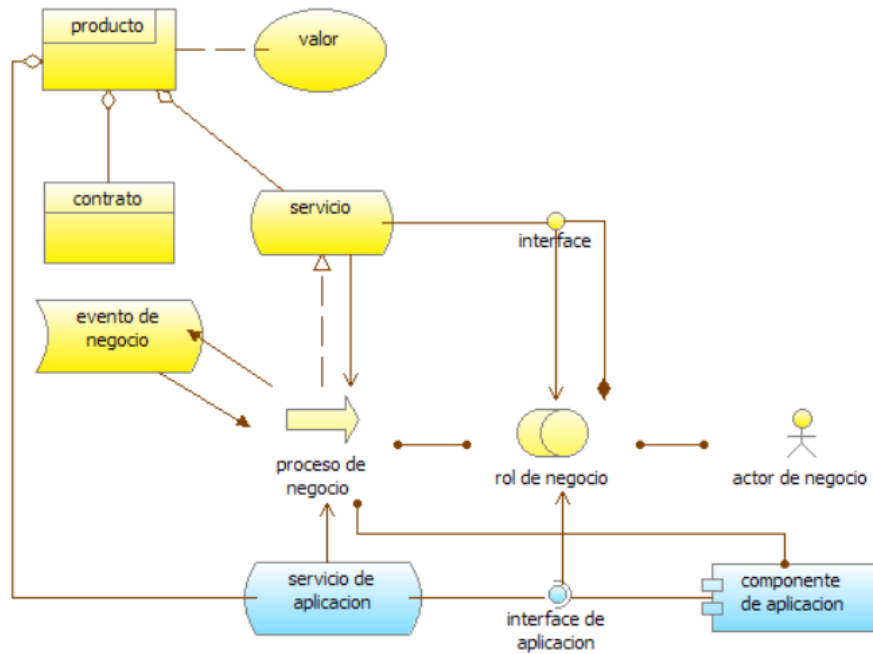 producto
valor
contrato
servicio
interface
evento de
negocio
proceso de
negocio
rol de negocio
actor de negocio
servicio de
aplicacion
interface de
aplicacion
componente
de aplicacion